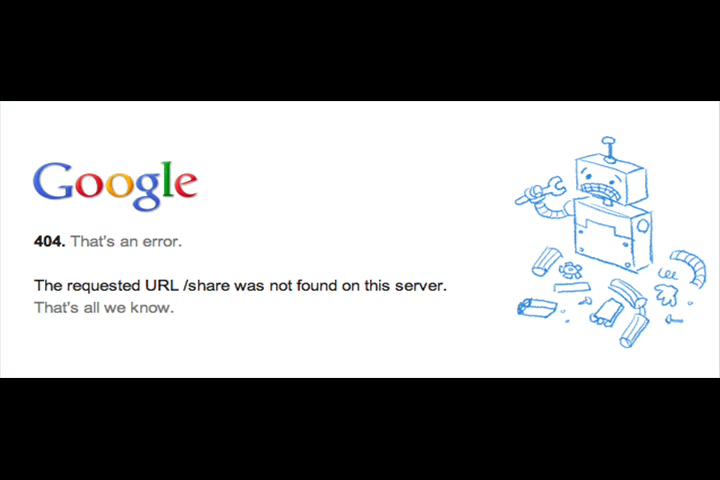 Google
404. That's an error.
The requested URL /share was not found on this server.
That's all we know.